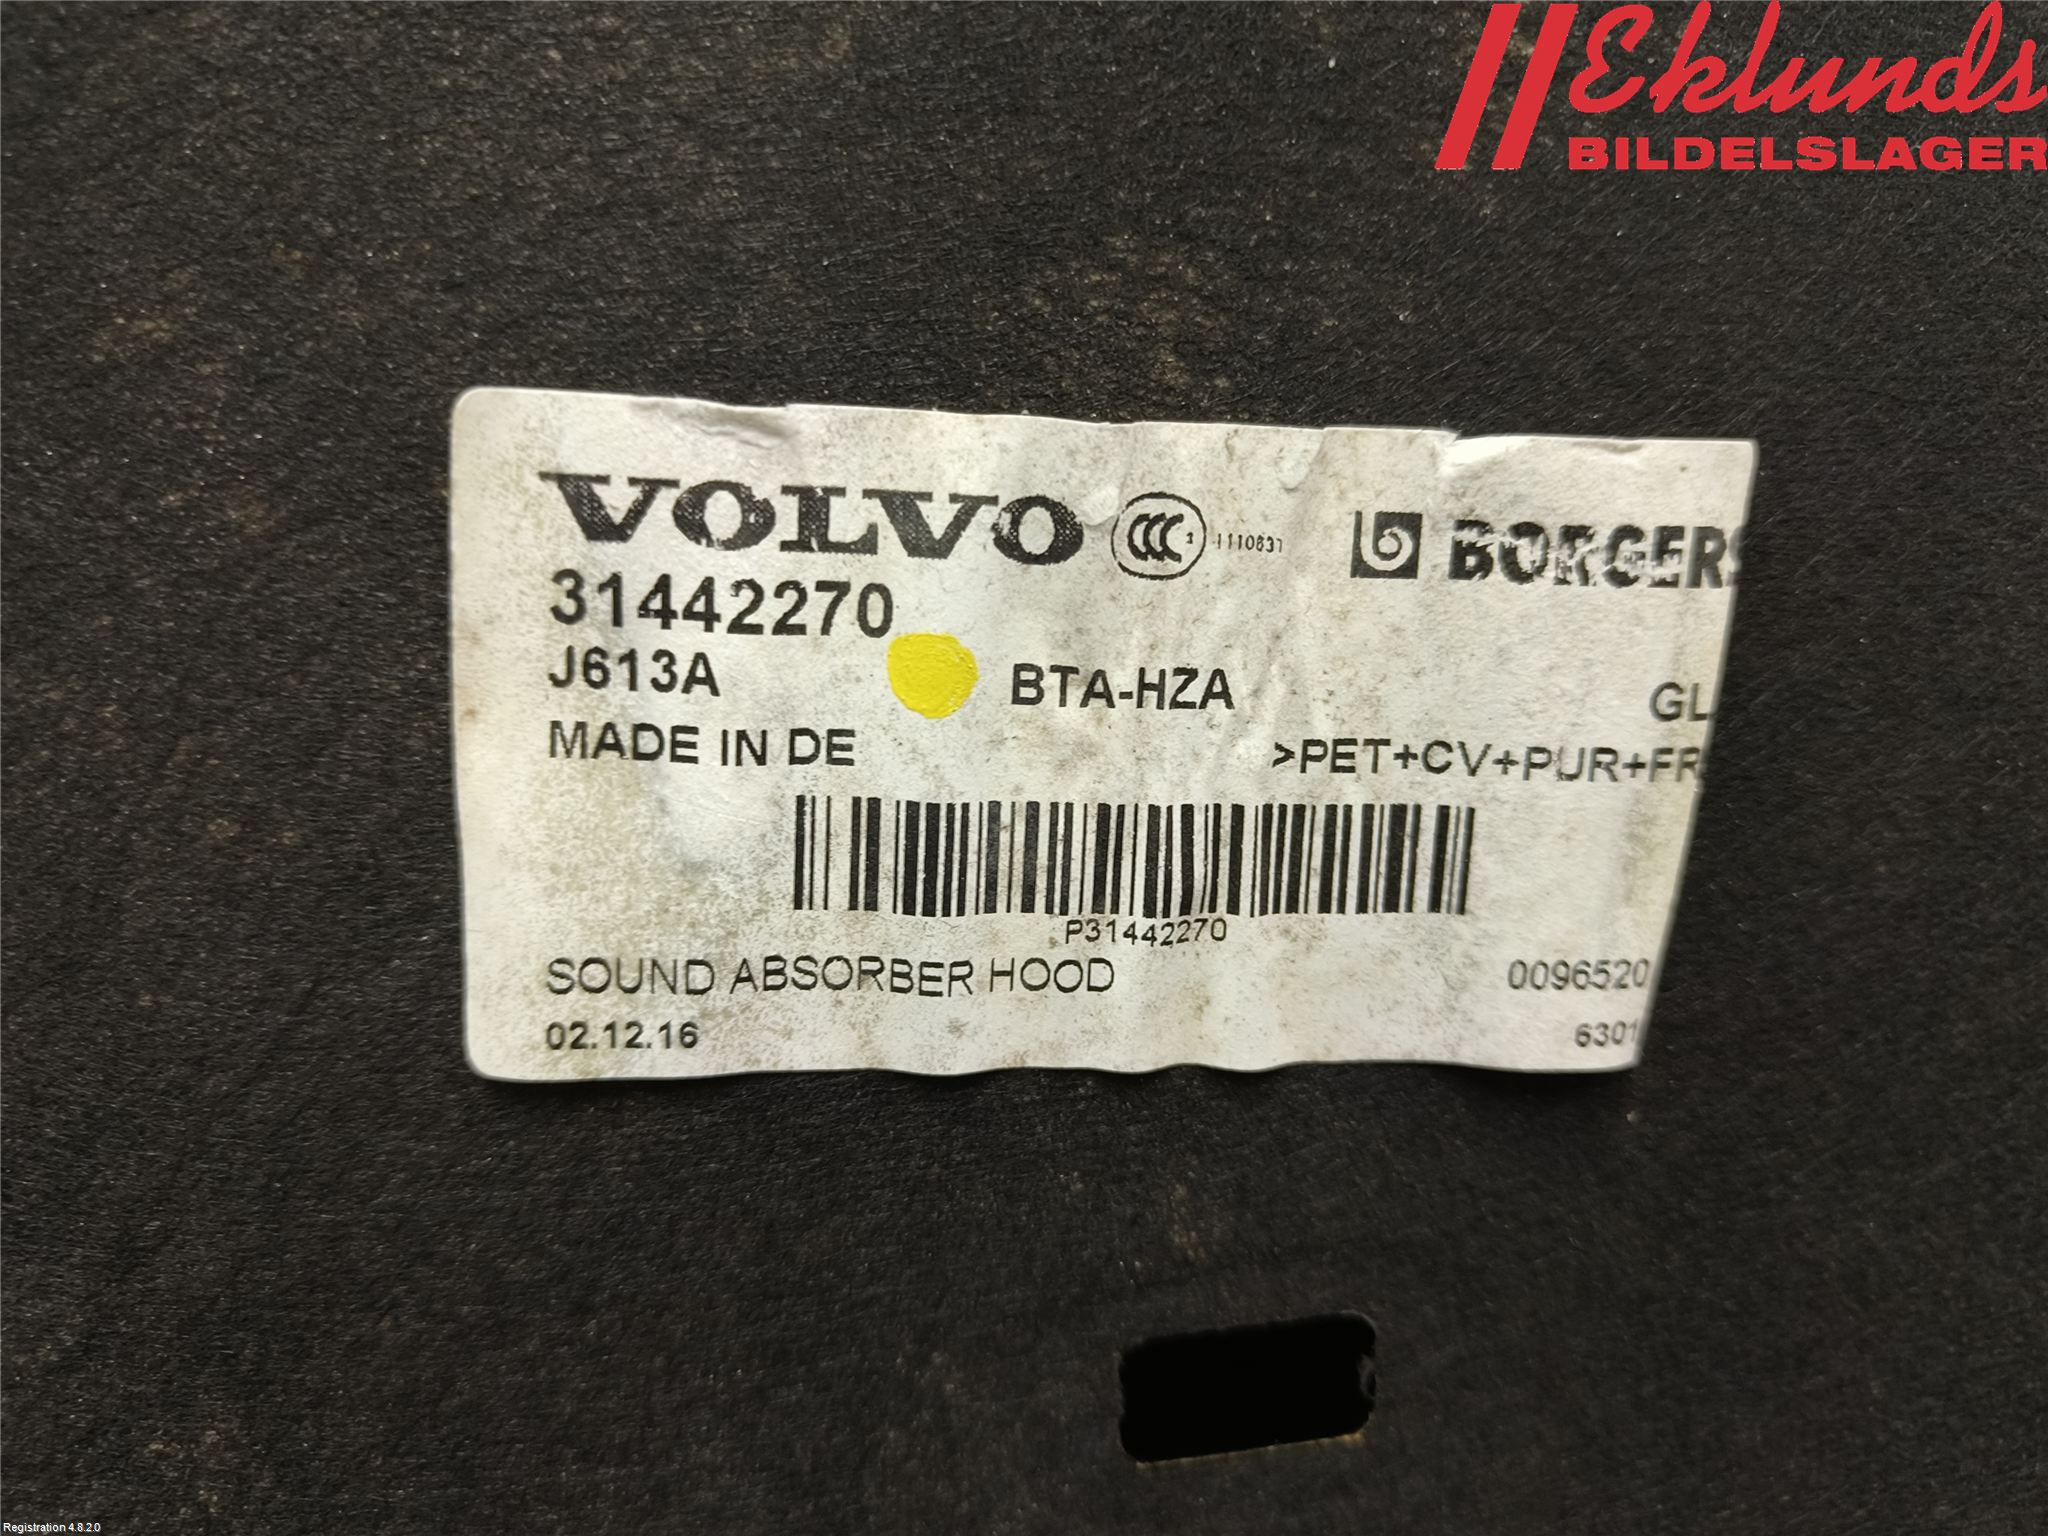 Eklunds
BILDELSLAGER
VOLVO CCC BORGERS
31442270
J613A BTA-HZA GL
MADE IN DE >PET+CV+PUR+FR
P31442270
SOUND ABSORBER HOOD 0096520
02.12.16 6301
Registration 4.8.2.0